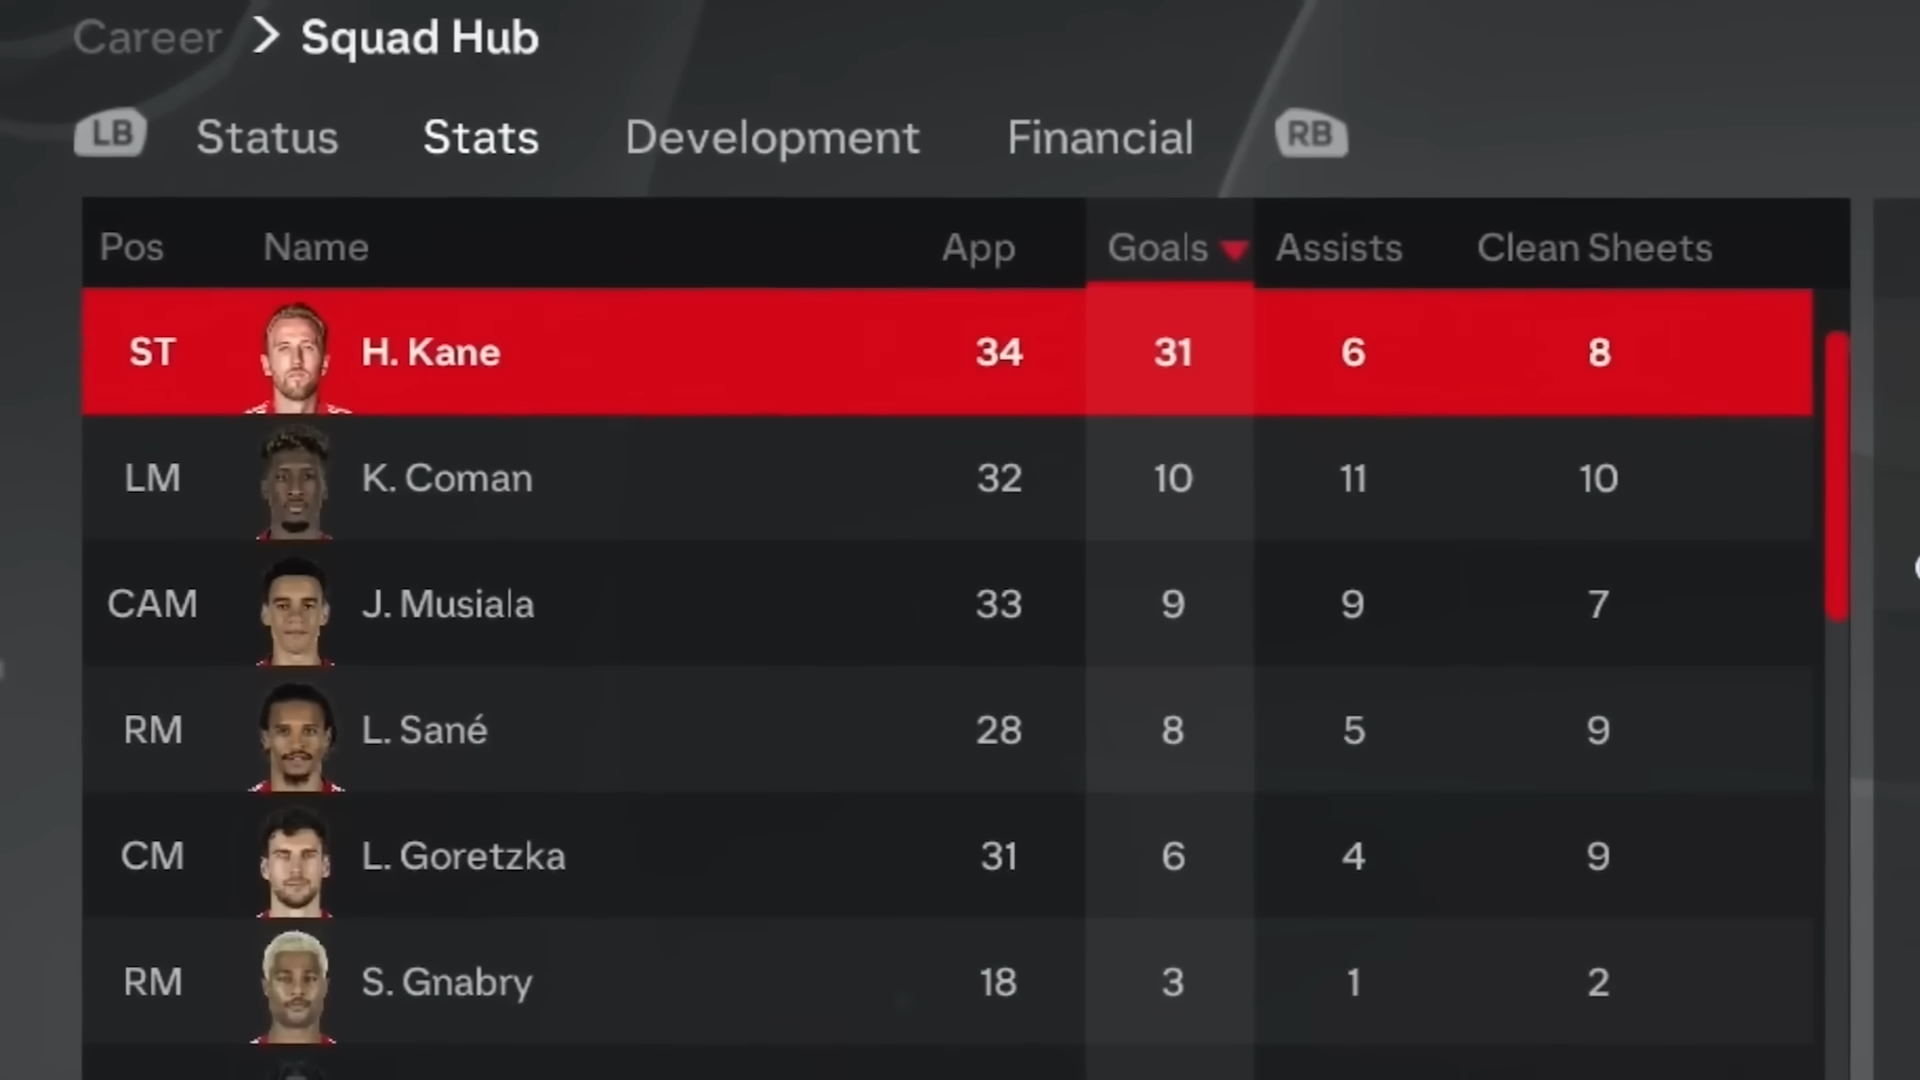 Career > Squad Hub
LB Status Stats Development Financial RB
Pos Name App Goals Assists Clean Sheets
ST H. Kane 34 31 6 8
LM K. Coman 32 10 11 10
CAM J. Musiala 33 9 9 7
RM L. Sané 28 8 5 9
CM L. Goretzka 31 6 4 9
RM S. Gnabry 18 3 1 2